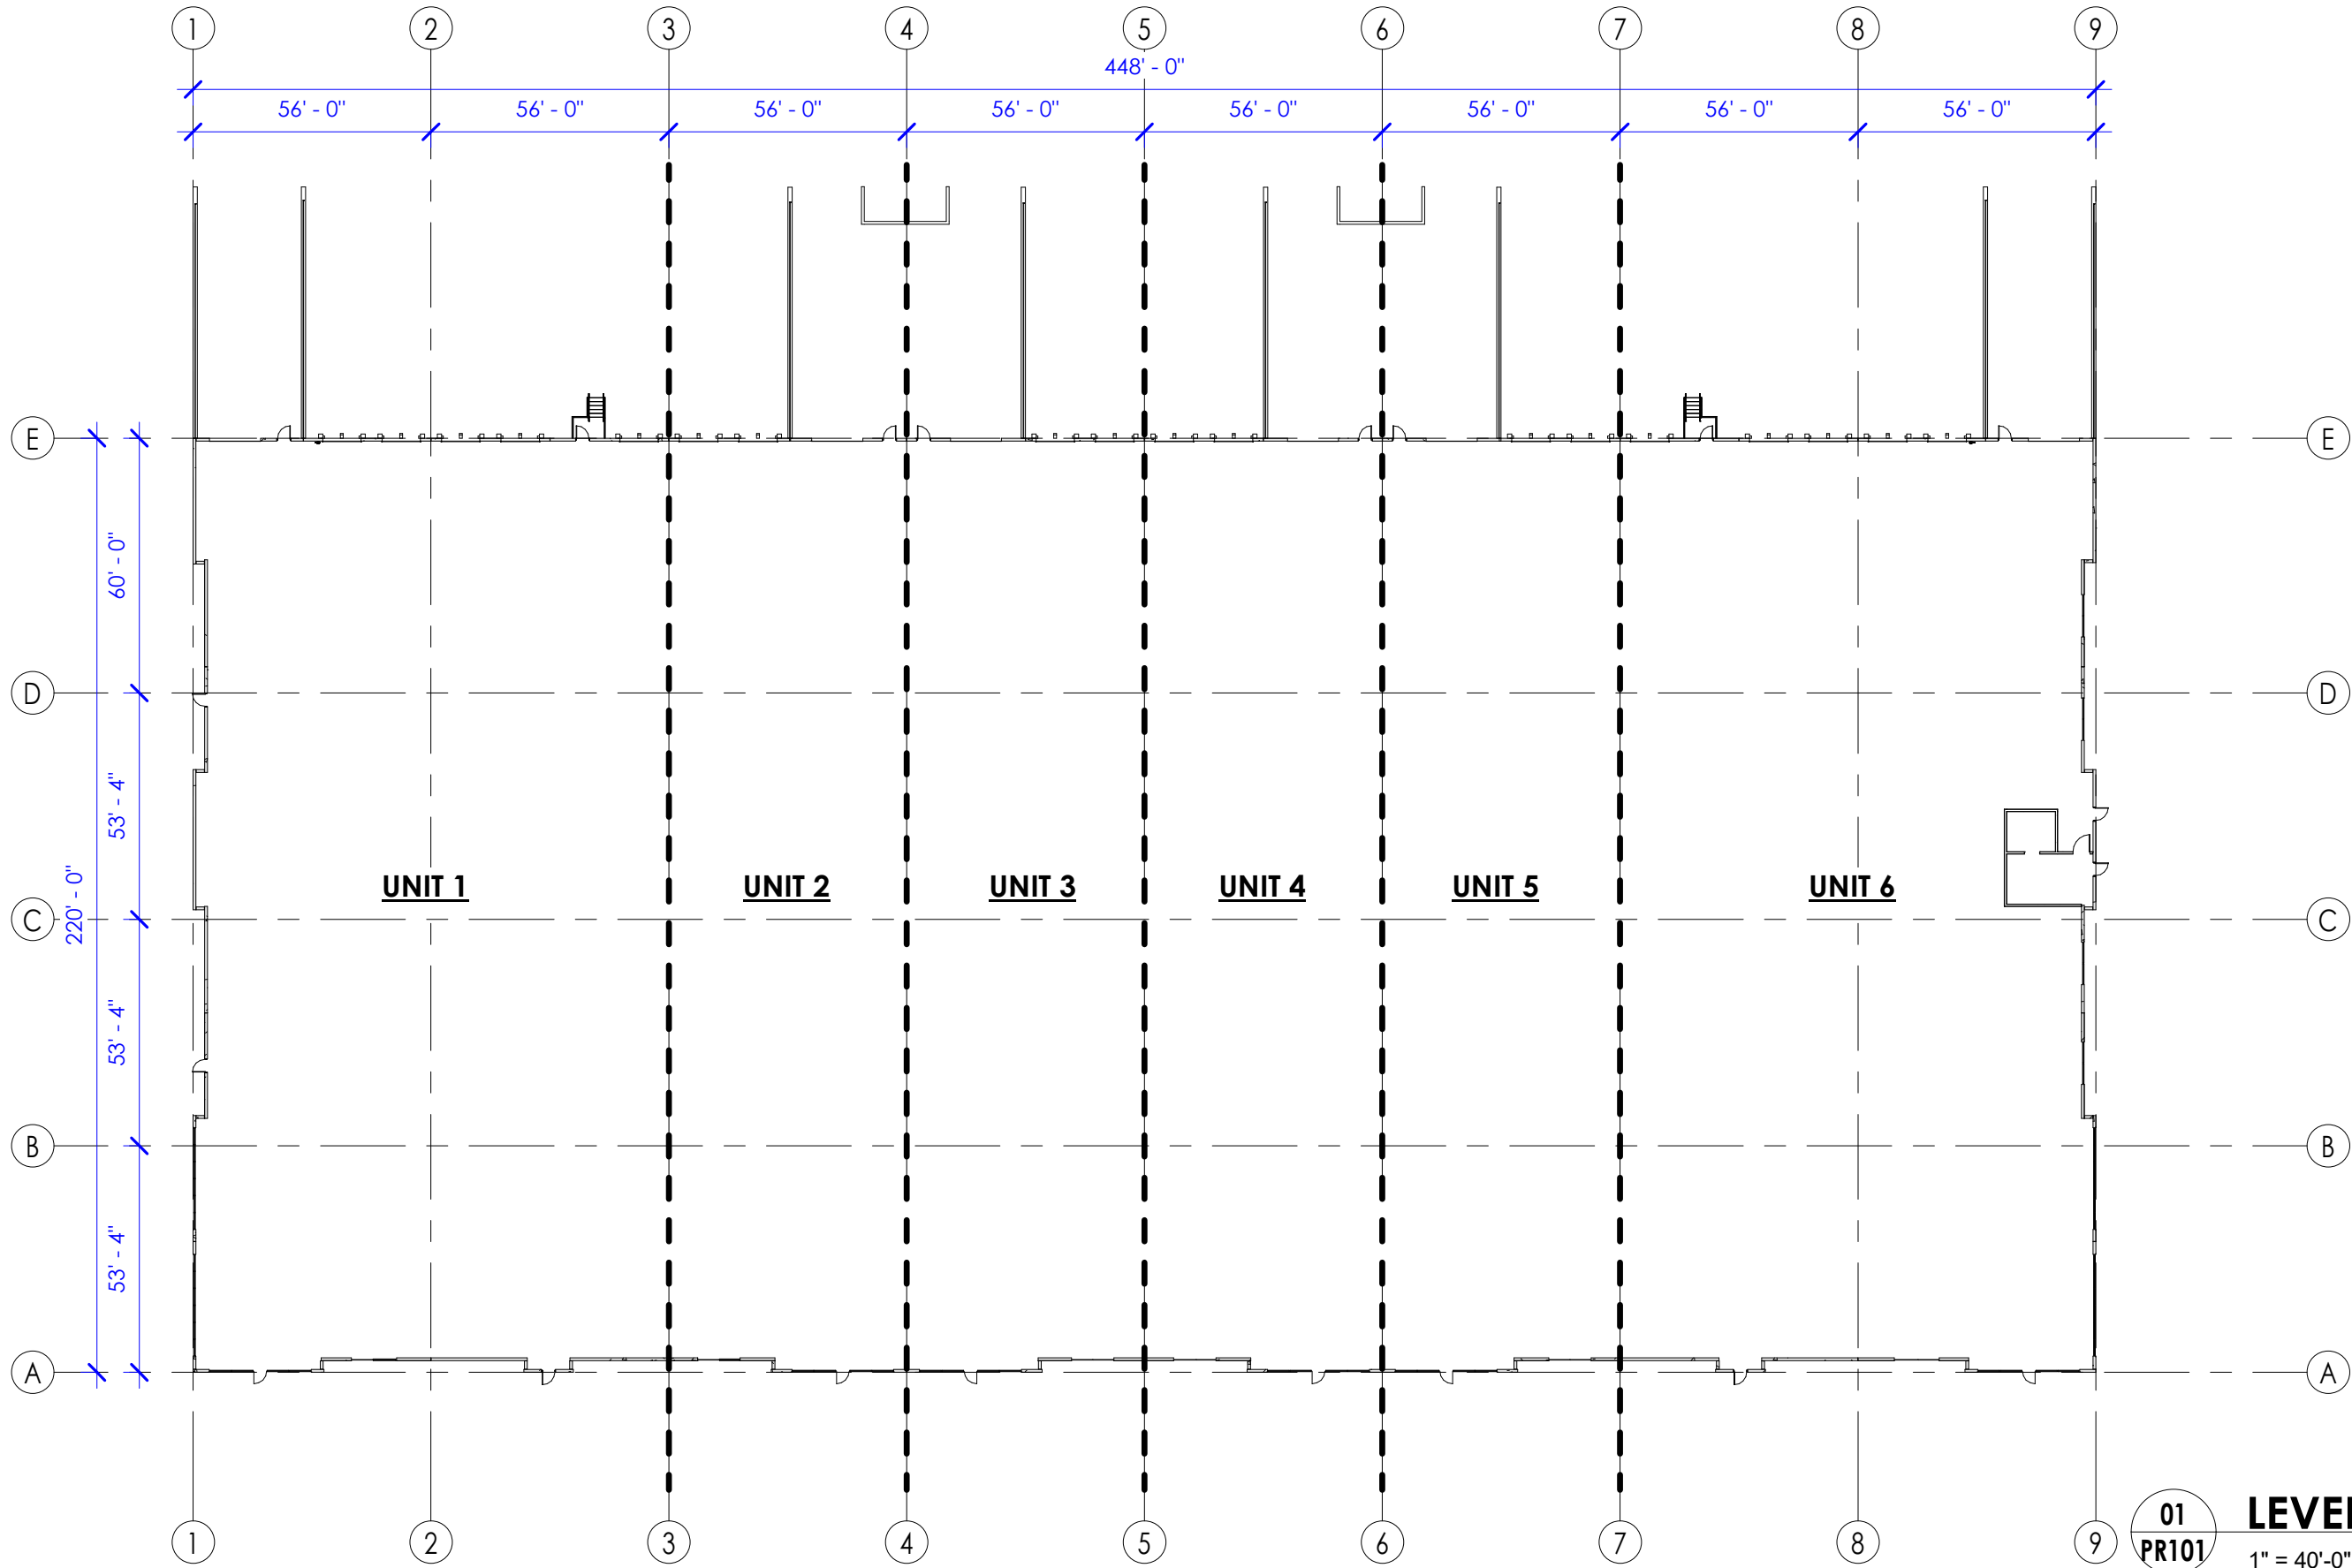 1 2 3 4 5 6 7 8 9
448' - 0"
56' - 0" 56' - 0" 56' - 0" 56' - 0" 56' - 0" 56' - 0" 56' - 0" 56' - 0"
E E
60' - 0"
D D
53' - 4"
UNIT 1 UNIT 2 UNIT 3 UNIT 4 UNIT 5 UNIT 6
220' - 0"
C C
53' - 4"
B B
53' - 4"
A A
1 2 3 4 5 6 7 8 9
01
PR101
LEVEL
1" = 40'-0"